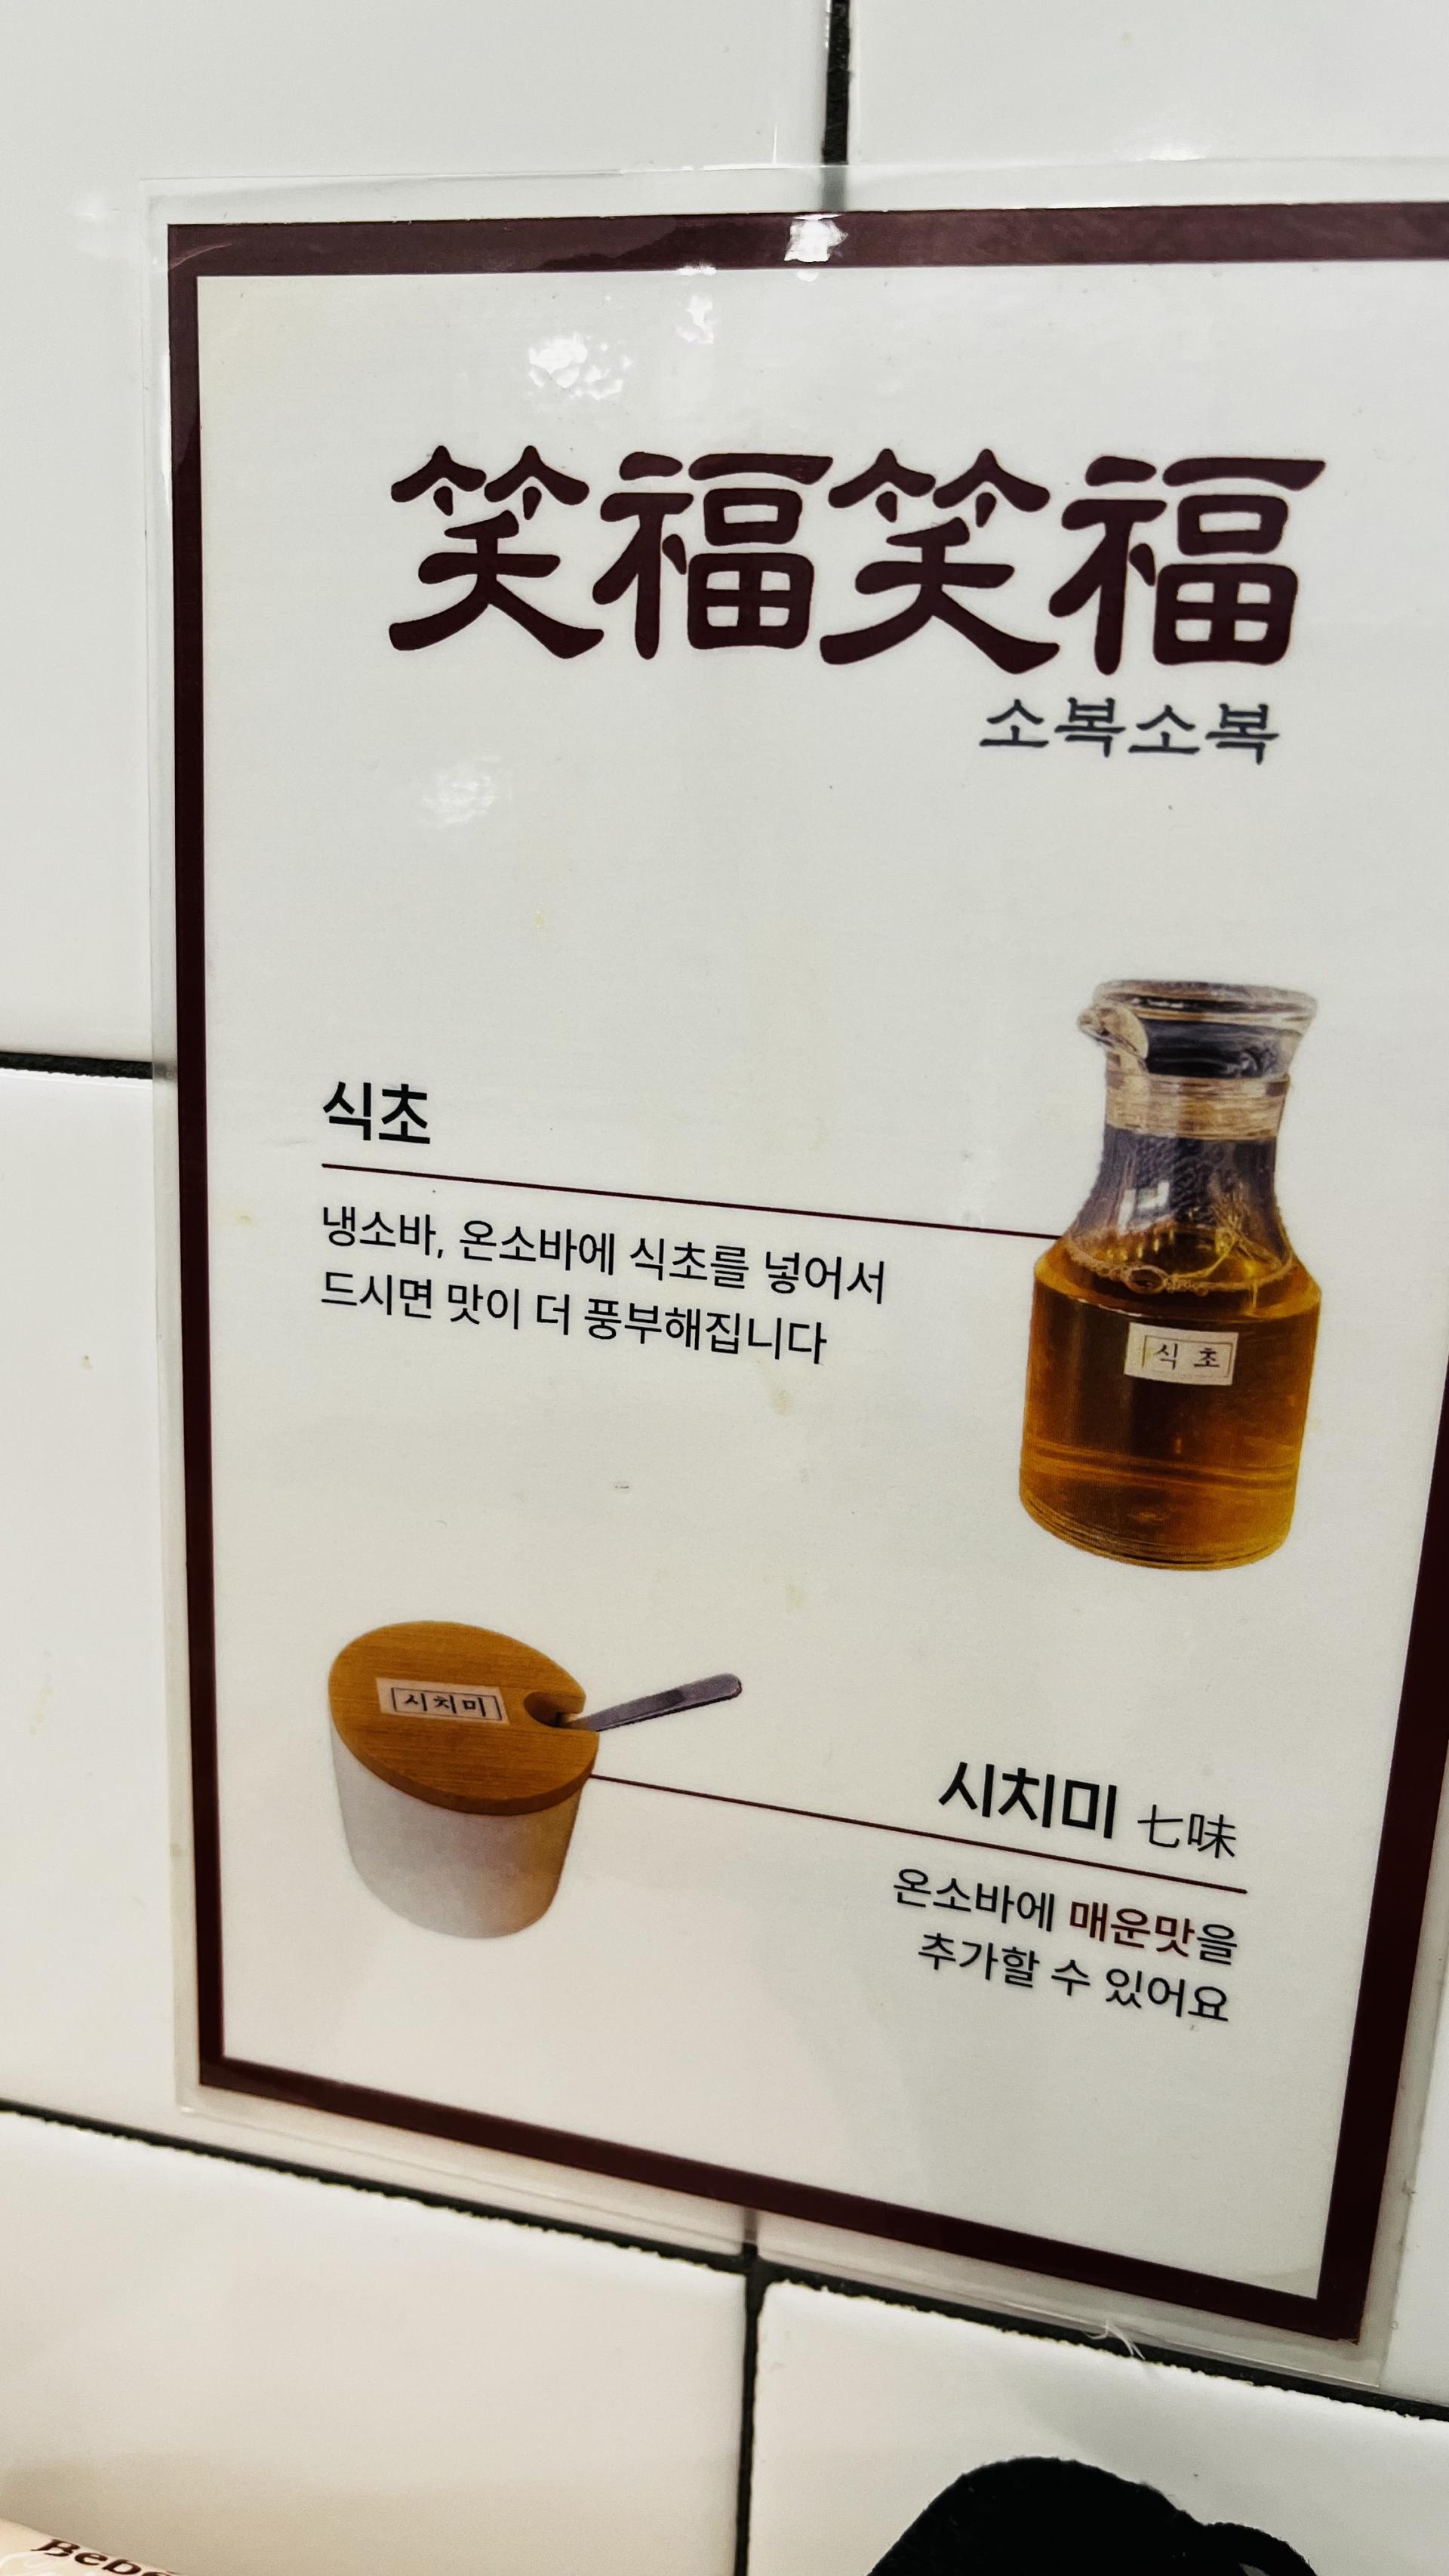 笑福笑福
소복소복
식초
냉소바, 온소바에 식초를 넣어서
드시면 맛이 더 풍부해집니다
식초
시치미
시치미 七味
온소바에 매운맛을
추가할 수 있어요